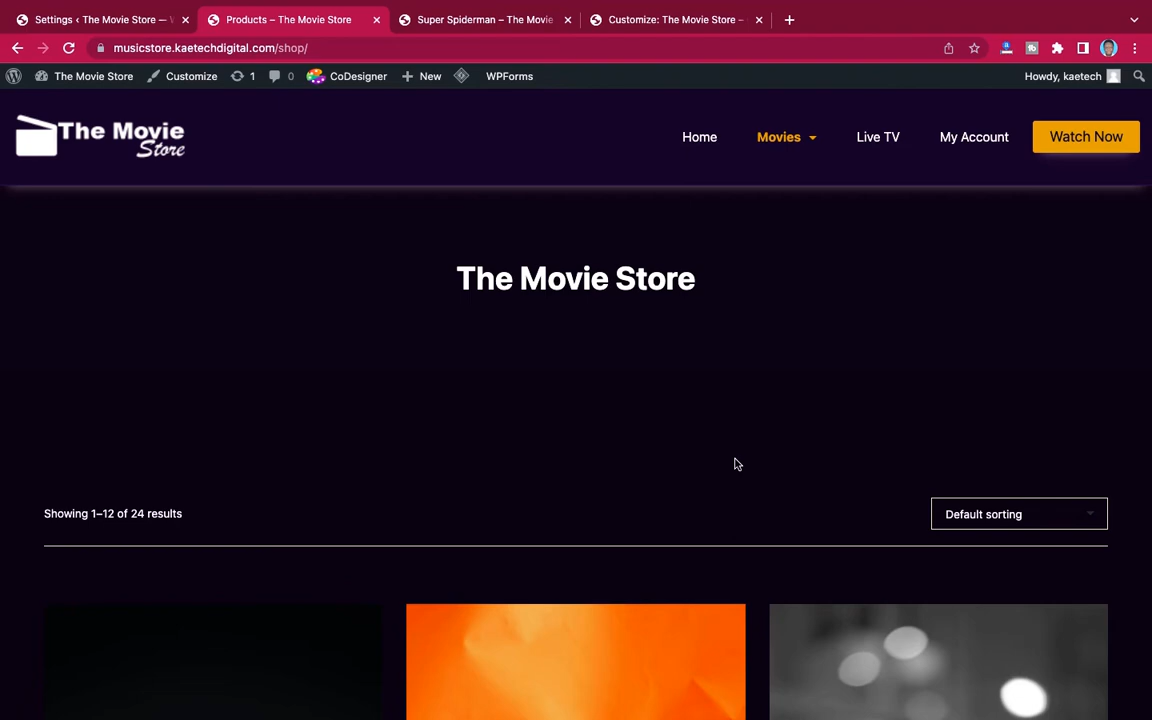 Settings ‹ The Movie Store — W
Products – The Movie Store
Super Spiderman – The Movie
Customize: The Movie Store –
musicstore.kaetechdigital.com/shop/
The Movie Store
Customize
1
0
CoDesigner
New
WPForms
Howdy, kaetech
The Movie
Store
Home
Movies
Live TV
My Account
Watch Now
The Movie Store
Showing 1–12 of 24 results
Default sorting